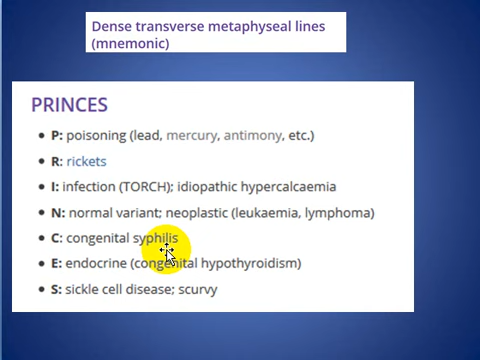 Dense transverse metaphyseal lines
(mnemonic)
PRINCES
• P: poisoning (lead, mercury, antimony, etc.)
• R: rickets
• I: infection (TORCH); idiopathic hypercalcaemia
• N: normal variant; neoplastic (leukaemia, lymphoma)
• C: congenital syphilis
• E: endocrine (congenital hypothyroidism)
• S: sickle cell disease; scurvy